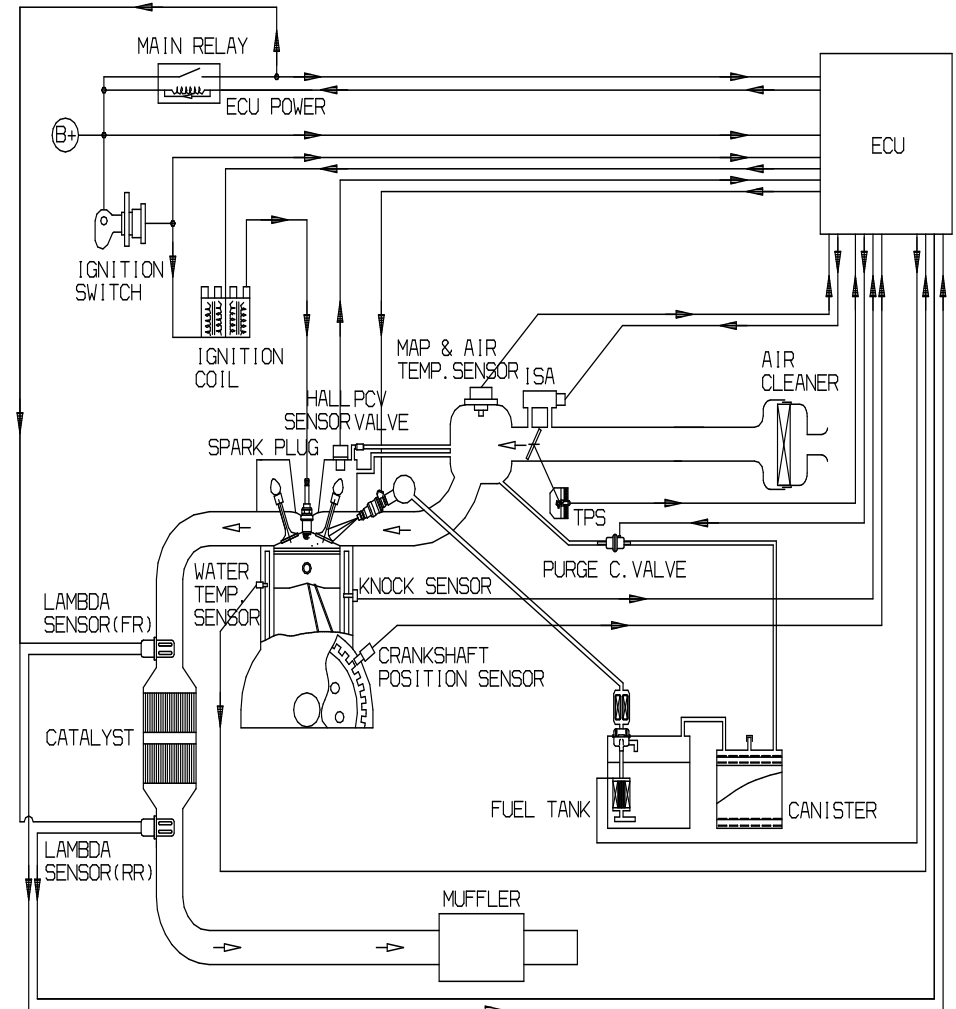 MAIN RELAY
ECU POWER
B+
ECU
IGNITION
SWITCH
IGNITION
COIL
MAP & AIR
TEMP. SENSOR
ISA
AIR
CLEANER
HALL
SENSOR
PCV
VALVE
SPARK PLUG
TPS
PURGE C. VALVE
WATER
TEMP.
SENSOR
KNOCK SENSOR
LAMBDA
SENSOR(FR)
CRANKSHAFT
POSITION SENSOR
CATALYST
FUEL TANK
CANISTER
LAMBDA
SENSOR(RR)
MUFFLER